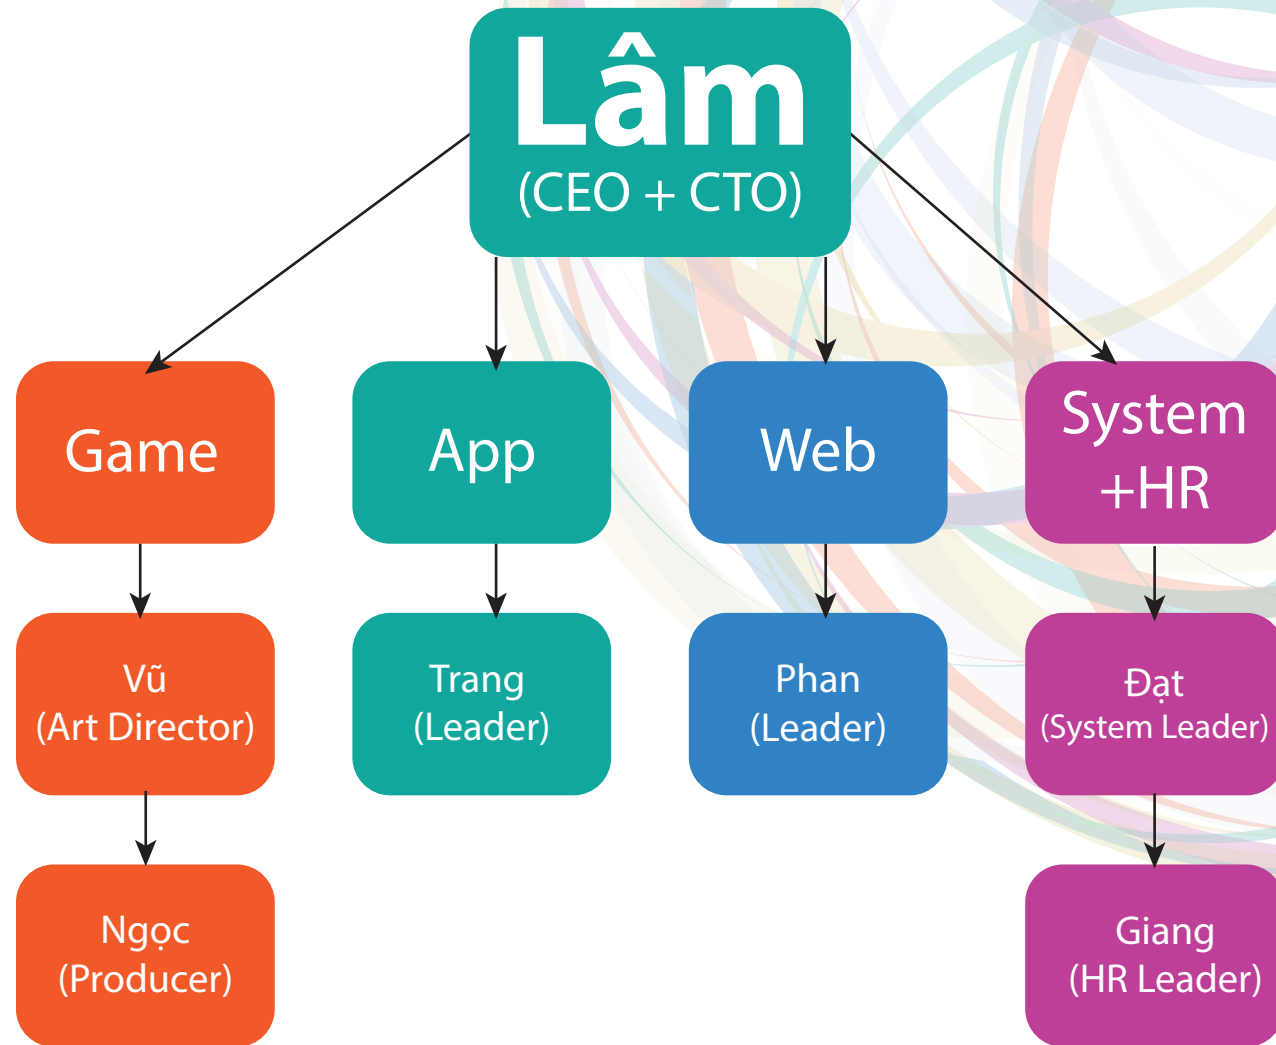 Lâm
(CEO + CTO)
Game
App
Web
System
+HR
Vũ
(Art Director)
Trang
(Leader)
Phan
(Leader)
Đạt
(System Leader)
Ngọc
(Producer)
Giang
(HR Leader)